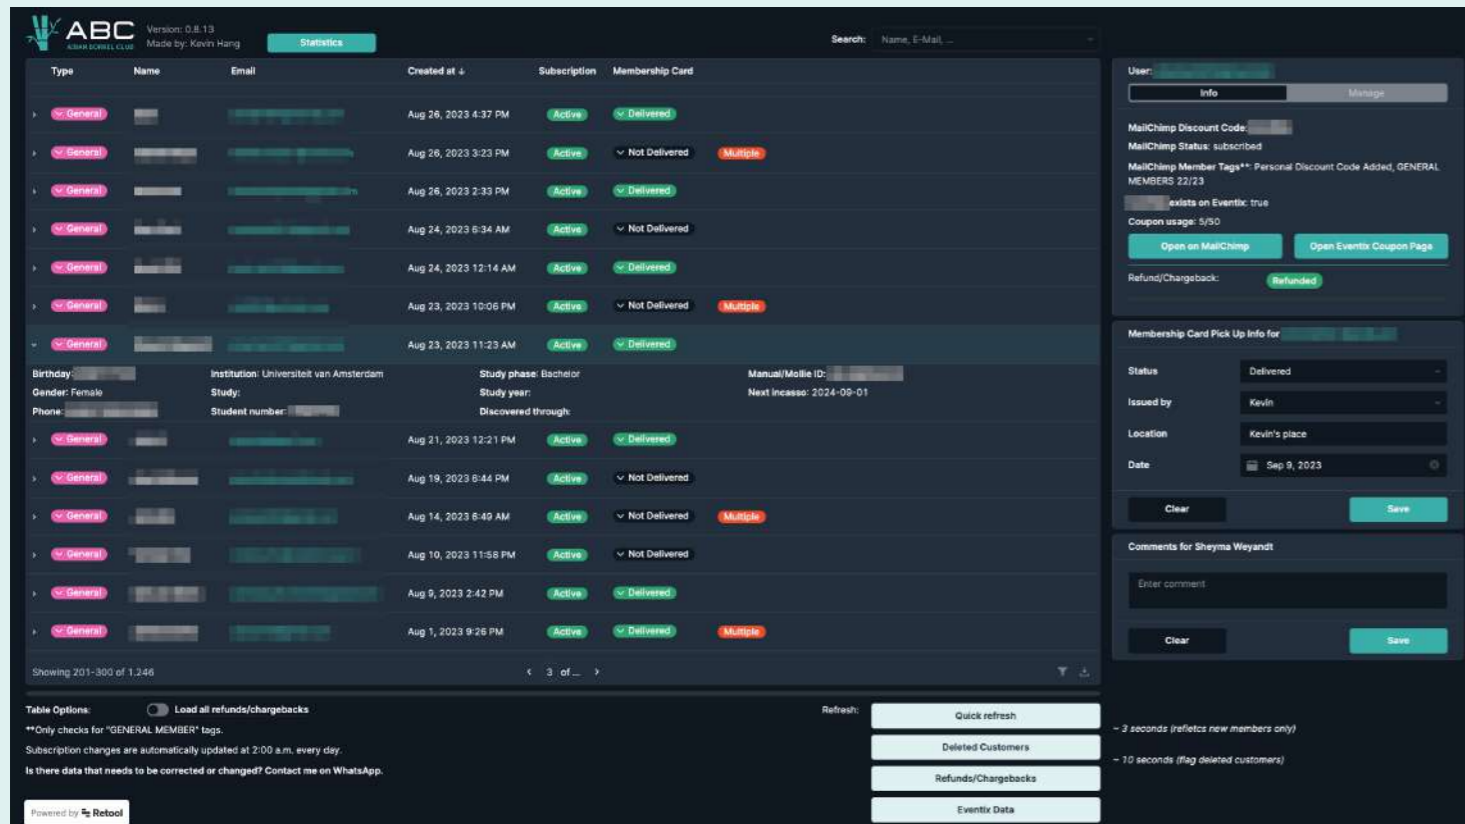 ABC
ASIAN BORREL CLUB
Version: 0.8.13
Made by: Kevin Hang
Statistics
Search: Name, E-Mail, ...
Type Name Email Created at ↓ Subscription Membership Card
General Aug 26, 2023 4:37 PM Active Delivered
General Aug 26, 2023 3:23 PM Active Not Delivered Multiple
General Aug 26, 2023 2:33 PM Active Delivered
General Aug 24, 2023 6:34 AM Active Not Delivered
General Aug 24, 2023 12:14 AM Active Delivered
General Aug 23, 2023 10:06 PM Active Not Delivered Multiple
General Aug 23, 2023 11:23 AM Active Delivered
Birthday: Institution: Universiteit van Amsterdam Study phase: Bachelor Manual/Mollie ID:
Gender: Female Study: Study year: Next incasso: 2024-09-01
Phone: Student number: Discovered through:
General Aug 21, 2023 12:21 PM Active Delivered
General Aug 19, 2023 6:44 PM Active Not Delivered
General Aug 14, 2023 6:49 AM Active Not Delivered Multiple
General Aug 10, 2023 11:58 PM Active Not Delivered
General Aug 9, 2023 2:42 PM Active Delivered
General Aug 1, 2023 9:26 PM Active Delivered Multiple
Showing 201-300 of 1.246 ‹ 3 of ... ›
Table Options: Load all refunds/chargebacks
**Only checks for "GENERAL MEMBER" tags.
Subscription changes are automatically updated at 2:00 a.m. every day.
Is there data that needs to be corrected or changed? Contact me on WhatsApp.
Powered by Retool
Refresh:
Quick refresh
Deleted Customers
Refunds/Chargebacks
Eventix Data
~ 3 seconds (refletcs new members only)
~ 10 seconds (flag deleted customers)
User:
Info Manage
MailChimp Discount Code:
MailChimp Status: subscribed
MailChimp Member Tags**: Personal Discount Code Added, GENERAL
MEMBERS 22/23
exists on Eventix: true
Coupon usage: 5/50
Open on MailChimp Open Eventix Coupon Page
Refund/Chargeback: Refunded
Membership Card Pick Up Info for
Status Delivered
Issued by Kevin
Location Kevin's place
Date Sep 9, 2023
Clear Save
Comments for Sheyma Weyandt
Enter comment
Clear Save